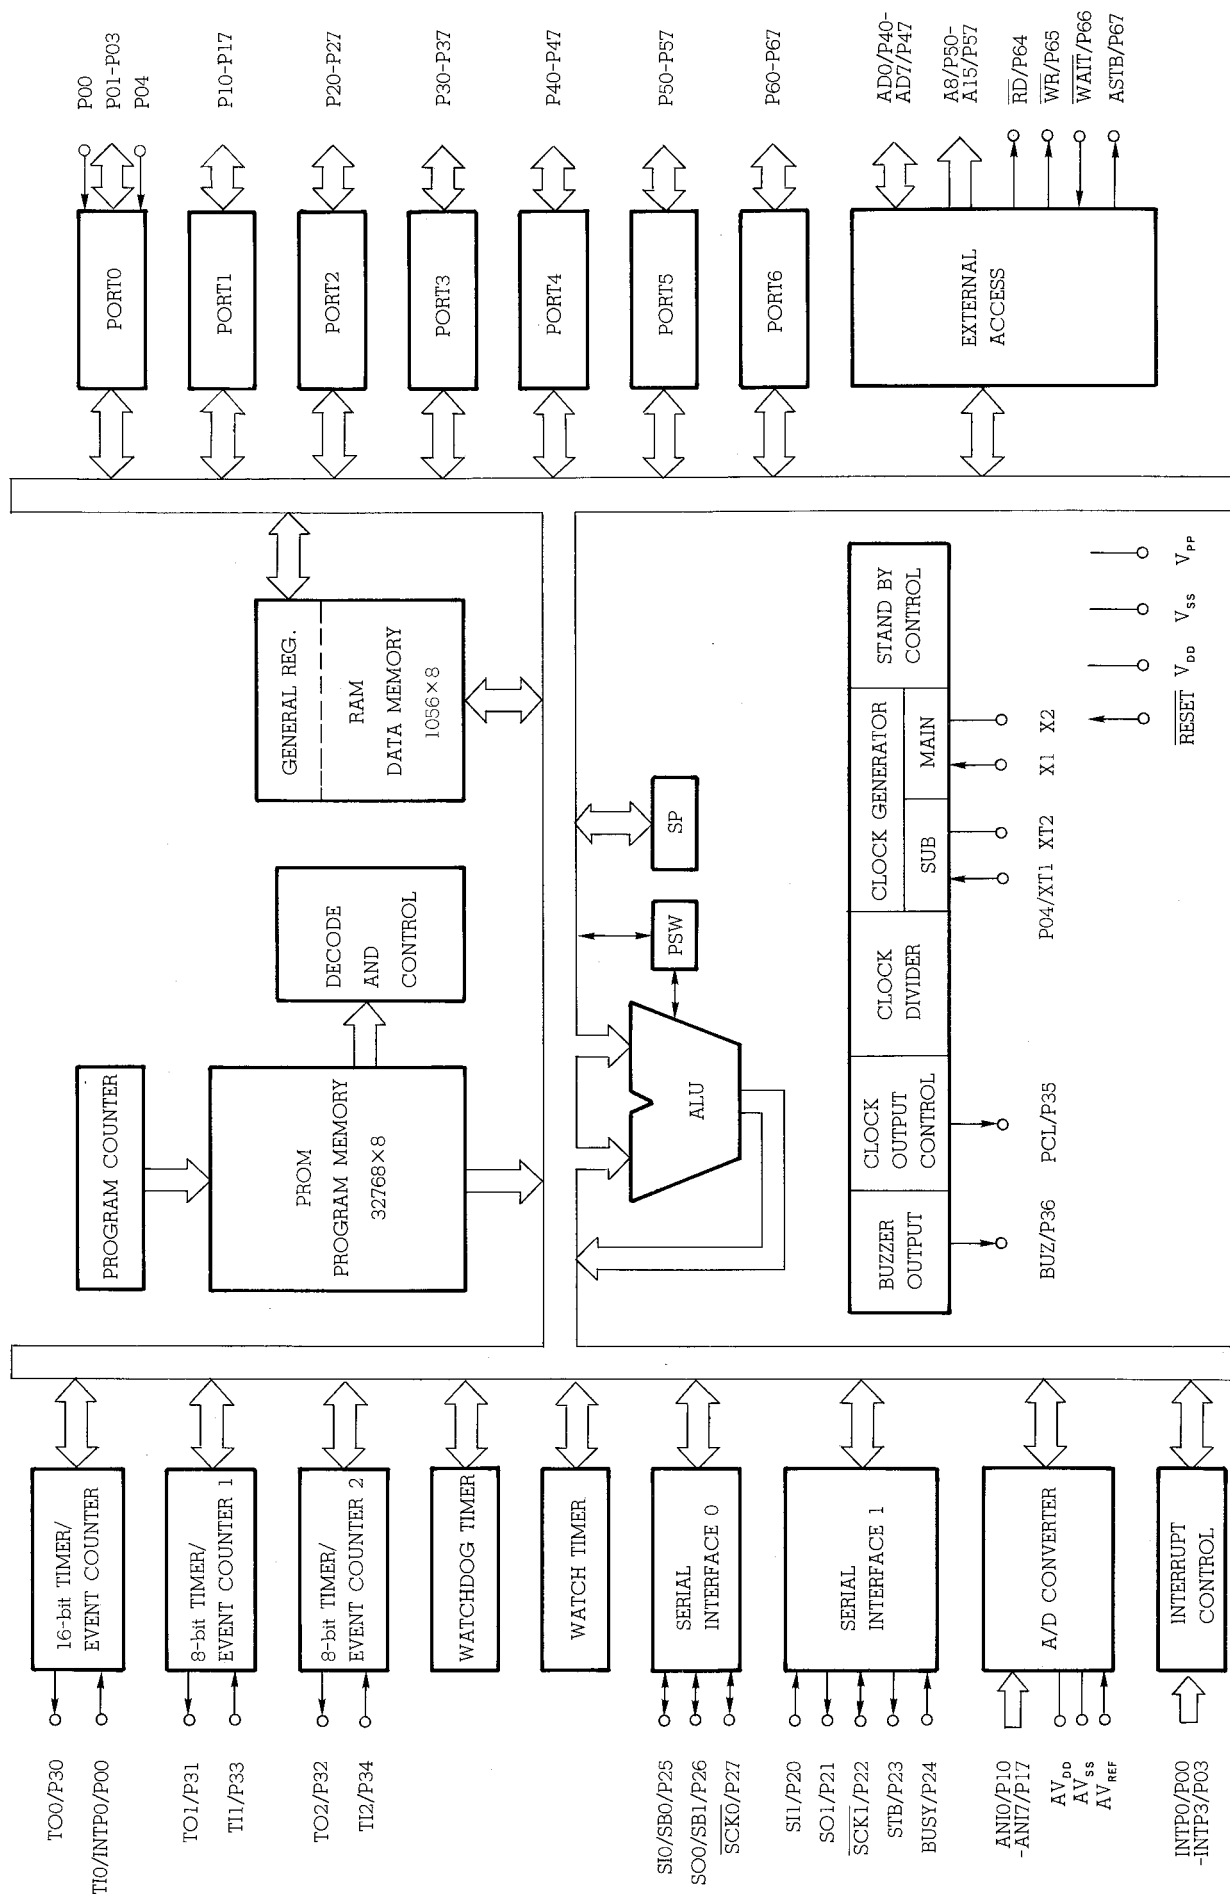 TO0/P30
TI0/INTP0/P00
TO1/P31
TI1/P33
TO2/P32
TI2/P34
SI0/SB0/P25
SO0/SB1/P26
SCK0/P27
SI1/P20
SO1/P21
SCK1/P22
STB/P23
BUSY/P24
ANI0/P10
-ANI7/P17
AVDD
AVSS
AVREF
INTP0/P00
-INTP3/P03
16-bit TIMER/
EVENT COUNTER
8-bit TIMER/
EVENT COUNTER 1
8-bit TIMER/
EVENT COUNTER 2
WATCHDOG TIMER
WATCH TIMER
SERIAL
INTERFACE 0
SERIAL
INTERFACE 1
A/D CONVERTER
INTERRUPT
CONTROL
PROGRAM COUNTER
PROM
PROGRAM MEMORY
32768×8
DECODE
AND
CONTROL
GENERAL REG.
RAM
DATA MEMORY
1056×8
ALU
PSW
SP
BUZZER
OUTPUT
CLOCK
OUTPUT
CONTROL
CLOCK
DIVIDER
CLOCK GENERATOR
SUB
MAIN
STAND BY
CONTROL
BUZ/P36
PCL/P35
P04/XT1
XT2
X1
X2
RESET
VDD
VSS
VPP
PORT0
PORT1
PORT2
PORT3
PORT4
PORT5
PORT6
EXTERNAL
ACCESS
P00
P01-P03
P04
P10-P17
P20-P27
P30-P37
P40-P47
P50-P57
P60-P67
AD0/P40-
AD7/P47
A8/P50-
A15/P57
RD/P64
WR/P65
WAIT/P66
ASTB/P67